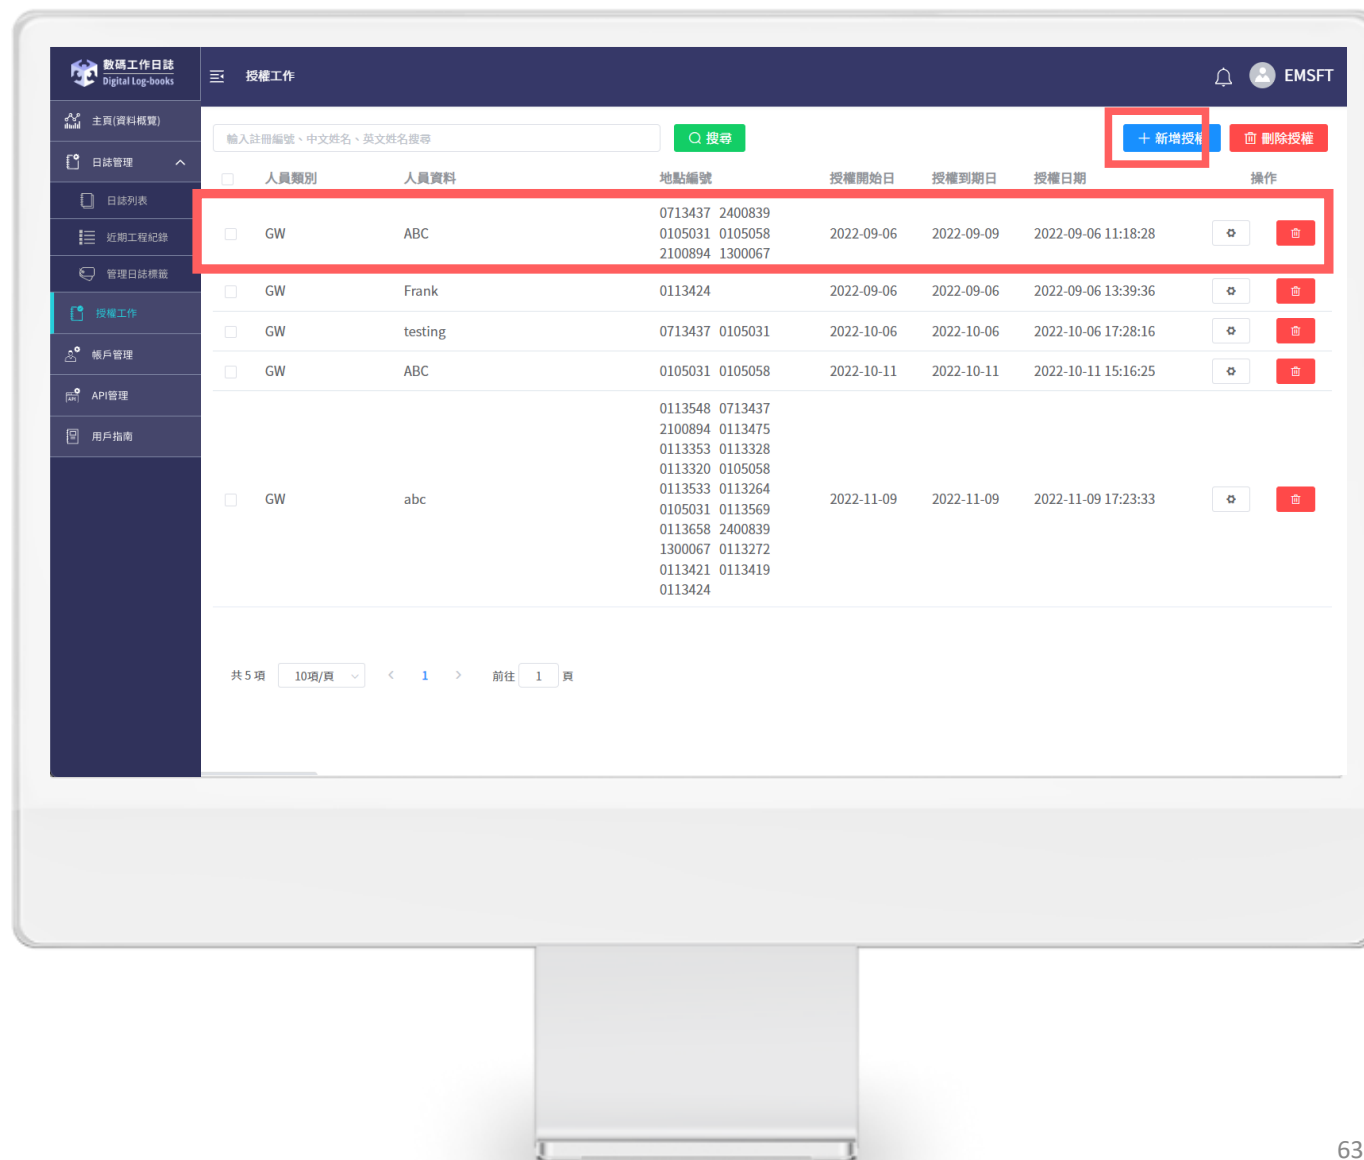 數碼工作日誌
Digital Log-books
授權工作
EMSFT
主頁(資料概覽)
日誌管理
日誌列表
近期工程紀錄
管理日誌標籤
授權工作
帳戶管理
API管理
用戶指南
輸入註冊編號、中文姓名、英文姓名搜尋
搜尋
新增授權
刪除授權
人員類別 人員資料 地點編號 授權開始日 授權到期日 授權日期 操作
0713437 2400839
GW ABC 0105031 0105058 2022-09-06 2022-09-09 2022-09-06 11:18:28
2100894 1300067
GW Frank 0113424 2022-09-06 2022-09-06 2022-09-06 13:39:36
GW testing 0713437 0105031 2022-10-06 2022-10-06 2022-10-06 17:28:16
GW ABC 0105031 0105058 2022-10-11 2022-10-11 2022-10-11 15:16:25
0113548 0713437
2100894 0113475
0113353 0113328
0113320 0105058
GW abc 0113533 0113264 2022-11-09 2022-11-09 2022-11-09 17:23:33
0105031 0113569
0113658 2400839
1300067 0113272
0113421 0113419
0113424
共 5 項 10項/頁 1 前往 1 頁
63